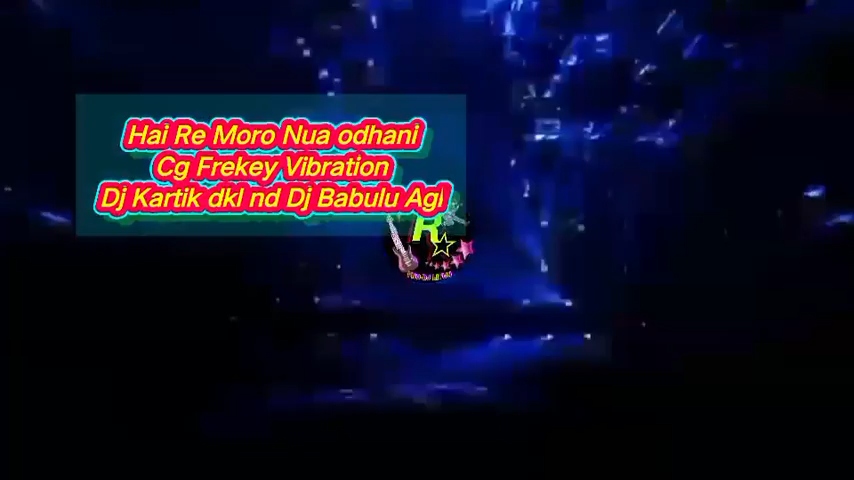 Hai Re Moro Nua odhani
Cg Frekey Vibration
Dj Kartik dkl nd Dj Babulu Agl
R